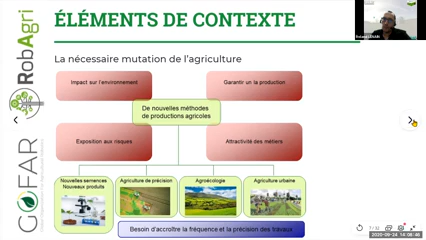 ÉLÉMENTS DE CONTEXTE
RobAgri
GOFAR
La nécessaire mutation de l'agriculture
Impact sur l'environnement
Garantir un la production
De nouvelles méthodes
de productions agricoles
Exposition aux risques
Attractivité des métiers
Nouvelles semences
Nouveaux produits
Agriculture de précision
Agroécologie
Agriculture urbaine
Besoin d'accroître la fréquence et la précision des travaux